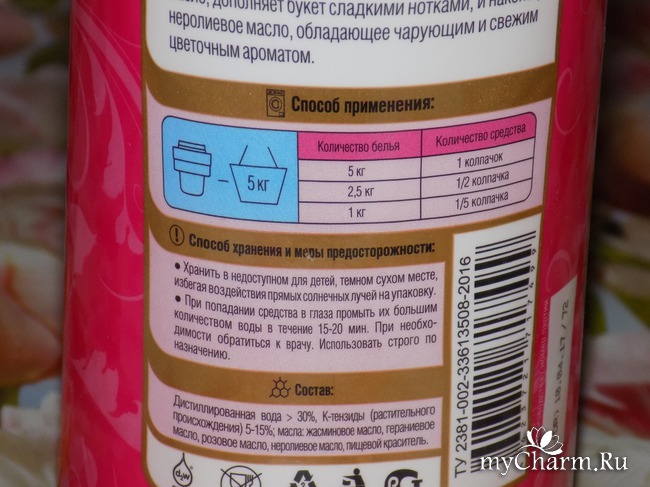 дополняет букет сладкими нотками, и
неролиевое масло, обладающее чарующим и свежим
цветочным ароматом.
Способ применения:
5 кг
Количество белья Количество средства
5 кг 1 колпачок
2,5 кг 1/2 колпачка
1 кг 1/5 колпачка
Способ хранения и меры предосторожности:
• Хранить в недоступном для детей, темном сухом месте,
избегая воздействия прямых солнечных лучей на упаковку.
• При попадании средства в глаза промыть их большим
количеством воды в течение 15-20 мин. При необхо-
димости обратиться к врачу. Использовать строго по
назначению.
Состав:
Дистиллированная вода > 30%, К-тензиды (растительного
происхождения) 5-15%; масла: жасминовое масло, гераниевое
масло, розовое масло, неролиевое масло, пищевой краситель.
ТУ 2381-002-33613508-2016
myCharm.Ru